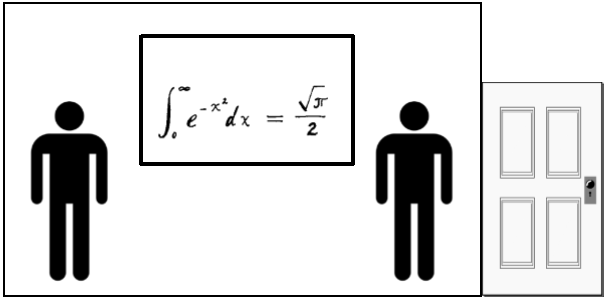 ∫₀^∞ e^{-x²} dx = √π/2